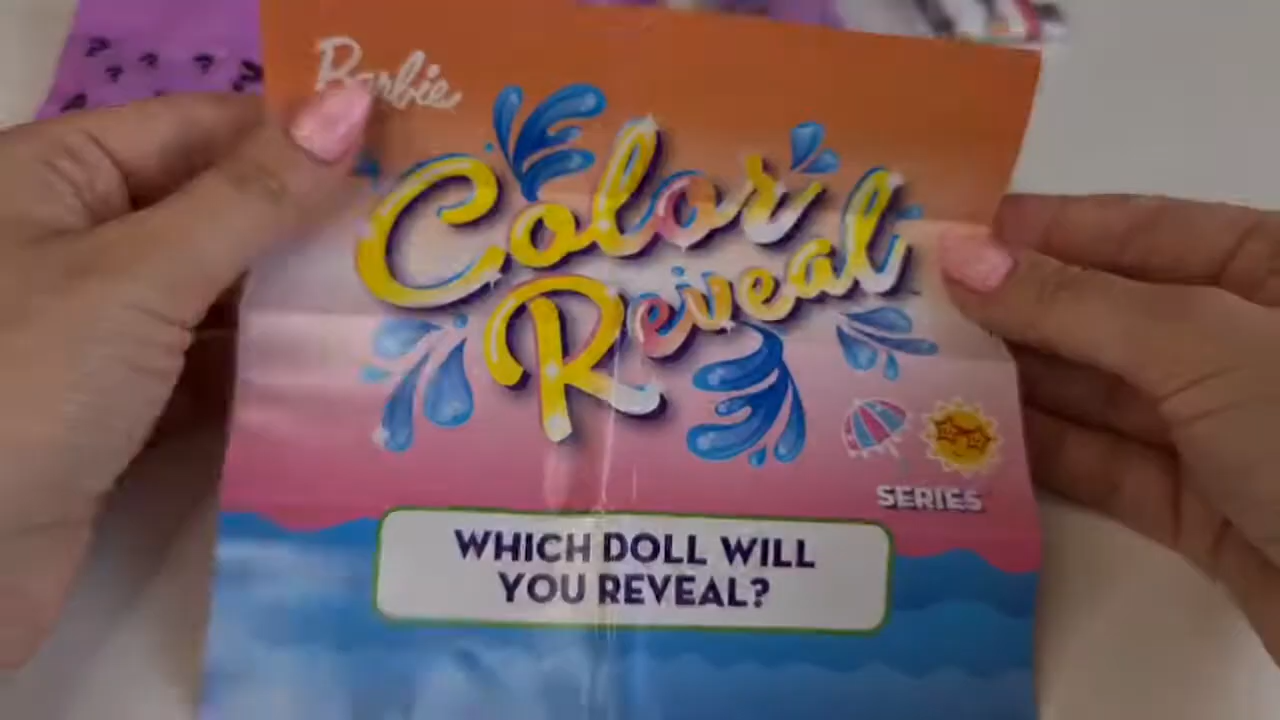 Barbie
Color
Reveal
SERIES
WHICH DOLL WILL
YOU REVEAL?